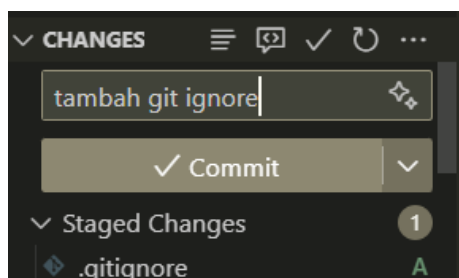 CHANGES
tambah git ignore
Commit
Staged Changes 1
.gitignore A